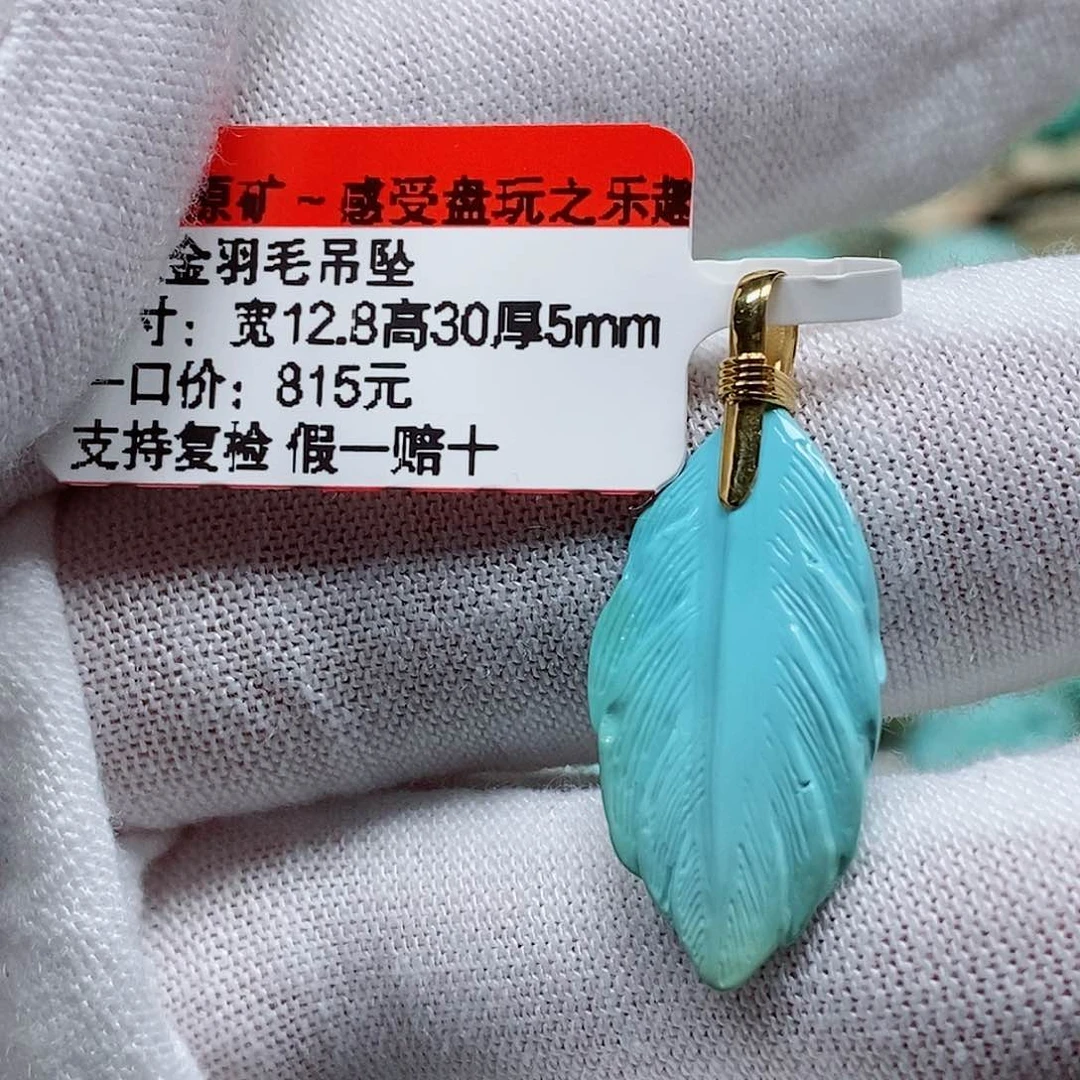 原矿~感受盘玩之乐趣
金羽毛吊坠
寸：宽12.8高30厚5mm
一口价：815元
支持复检 假一赔十